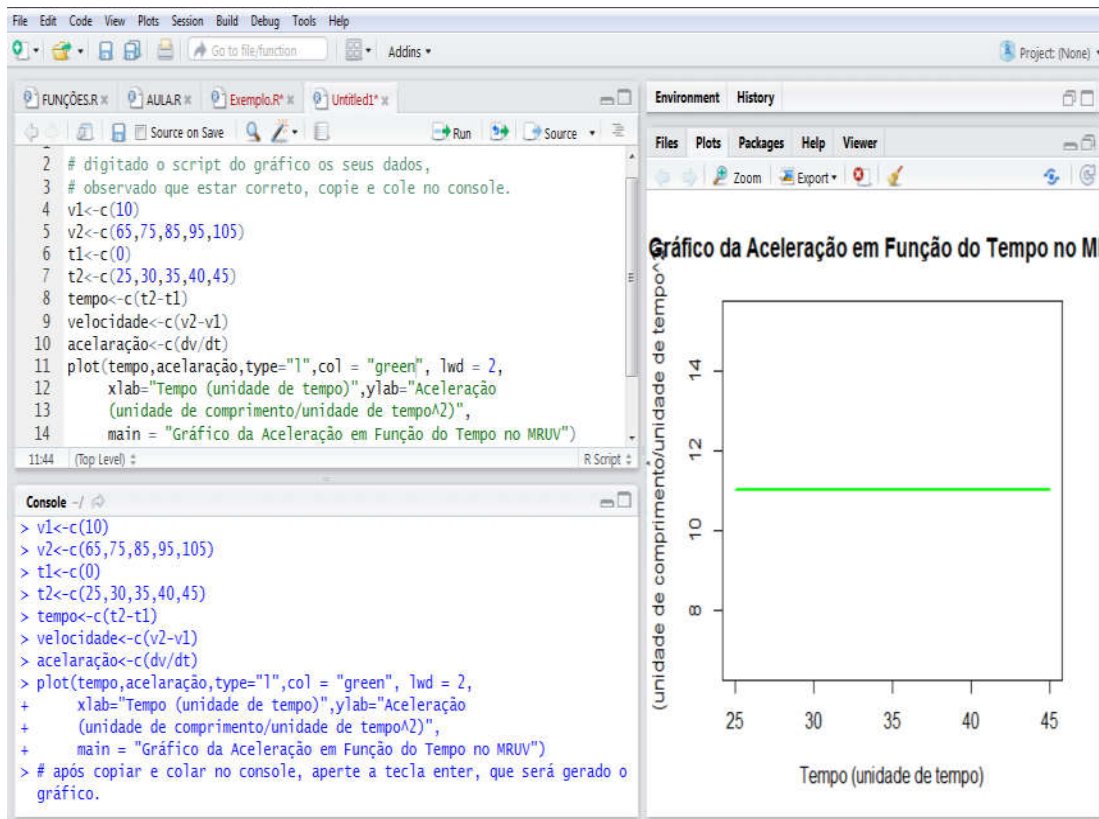 File Edit Code View Plots Session Build Debug Tools Help
Go to file/function Addins Project: (None)
FUNÇÕES.R AULA.R Exemplo.R* Untitled1*
Source on Save Run Source
2 # digitado o script do gráfico os seus dados,
3 # observado que estar correto, copie e cole no console.
4 v1<-c(10)
5 v2<-c(65,75,85,95,105)
6 t1<-c(0)
7 t2<-c(25,30,35,40,45)
8 tempo<-c(t2-t1)
9 velocidade<-c(v2-v1)
10 acelaração<-c(dv/dt)
11 plot(tempo,acelaração,type="l",col = "green", lwd = 2,
12 xlab="Tempo (unidade de tempo)",ylab="Aceleração
13 (unidade de comprimento/unidade de tempo^2)",
14 main = "Gráfico da Aceleração em Função do Tempo no MRUV")
11:44 (Top Level) R Script
Console ~/
> v1<-c(10)
> v2<-c(65,75,85,95,105)
> t1<-c(0)
> t2<-c(25,30,35,40,45)
> tempo<-c(t2-t1)
> velocidade<-c(v2-v1)
> acelaração<-c(dv/dt)
> plot(tempo,acelaração,type="l",col = "green", lwd = 2,
+ xlab="Tempo (unidade de tempo)",ylab="Aceleração
+ (unidade de comprimento/unidade de tempo^2)",
+ main = "Gráfico da Aceleração em Função do Tempo no MRUV")
> # após copiar e colar no console, aperte a tecla enter, que será gerado o
gráfico.
Environment History
Files Plots Packages Help Viewer
Zoom Export
Gráfico da Aceleração em Função do Tempo no M
(unidade de comprimento/unidade de tempo^
14
12
10
8
25 30 35 40 45
Tempo (unidade de tempo)